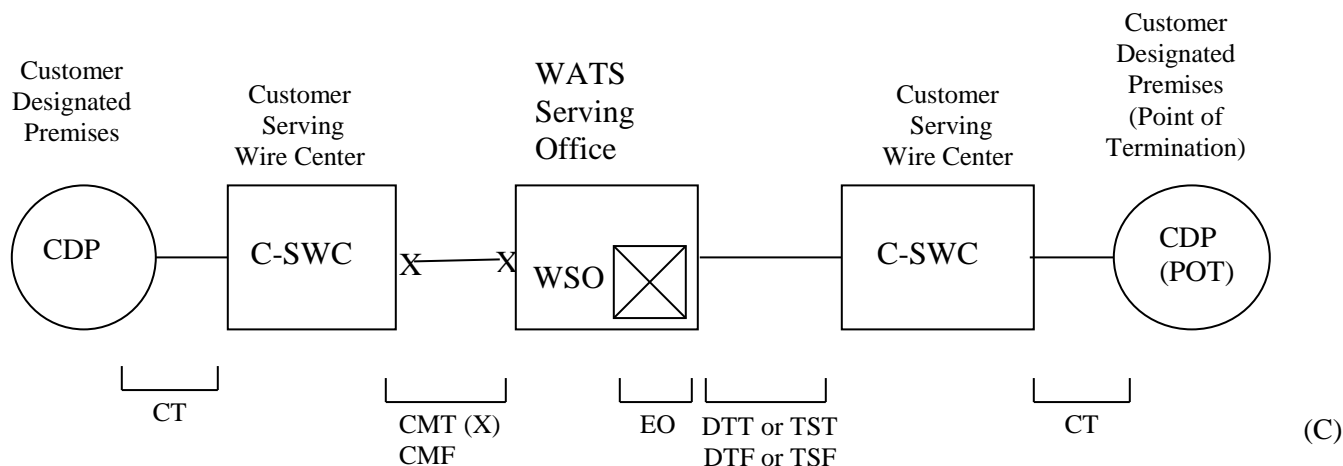 Customer
Designated
Premises
Customer
Serving
Wire Center
WATS
Serving
Office
Customer
Serving
Wire Center
Customer
Designated
Premises
(Point of
Termination)
CDP
C-SWC
X
X
WSO
C-SWC
CDP
(POT)
CT
CMT (X)
CMF
EO
DTT or TST
DTF or TSF
CT
(C)